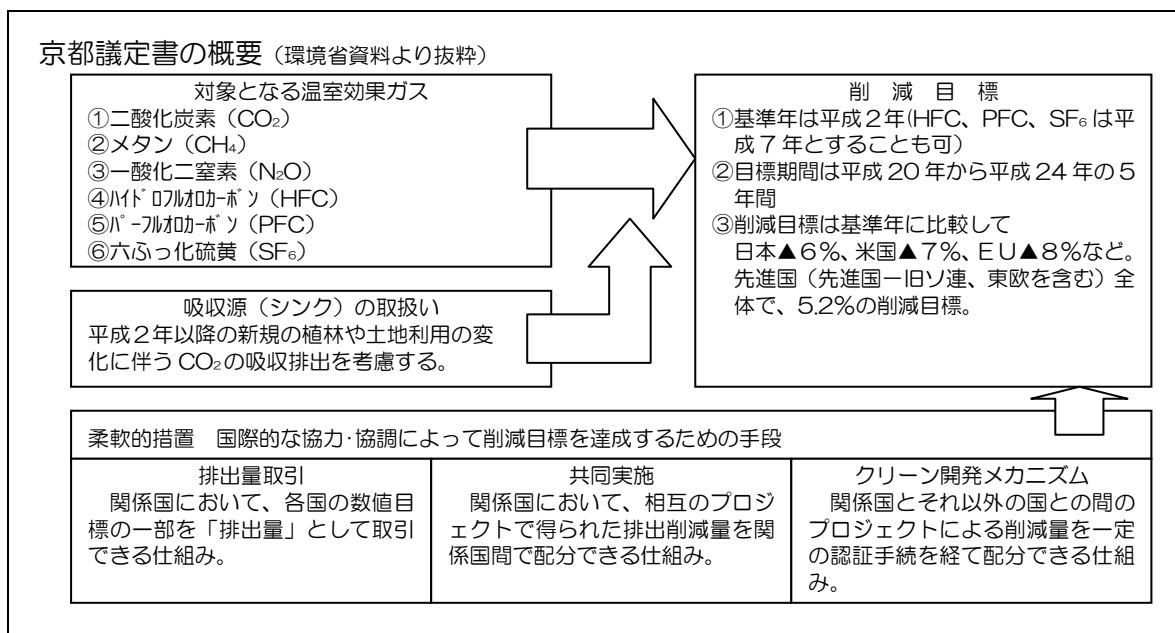 京都議定書の概要（環境省資料より抜粋）
対象となる温室効果ガス
①二酸化炭素（CO₂）
②メタン（CH₄）
③一酸化二窒素（N₂O）
④ﾊｲﾄﾞﾛﾌﾙｵﾛｶｰﾎﾞﾝ（HFC）
⑤ﾊﾟｰﾌﾙｵﾛｶｰﾎﾞﾝ（PFC）
⑥六ふっ化硫黄（SF₆）
吸収源（シンク）の取扱い
平成２年以降の新規の植林や土地利用の変
化に伴う CO₂の吸収排出を考慮する。
削　減　目　標
①基準年は平成２年(HFC、PFC、SF₆ は平
成７年とすることも可）
②目標期間は平成 20 年から平成 24 年の５
年間
③削減目標は基準年に比較して
日本▲６％、米国▲７％、ＥＵ▲８％など。
先進国（先進国－旧ソ連、東欧を含む）全
体で、5.2％の削減目標。
柔軟的措置　国際的な協力･協調によって削減目標を達成するための手段
排出量取引
関係国において、各国の数値目
標の一部を「排出量」として取引
できる仕組み。
共同実施
関係国において、相互のプロジ
ェクトで得られた排出削減量を関
係国間で配分できる仕組み。
クリーン開発メカニズム
関係国とそれ以外の国との間の
プロジェクトによる削減量を一定
の認証手続を経て配分できる仕組
み。